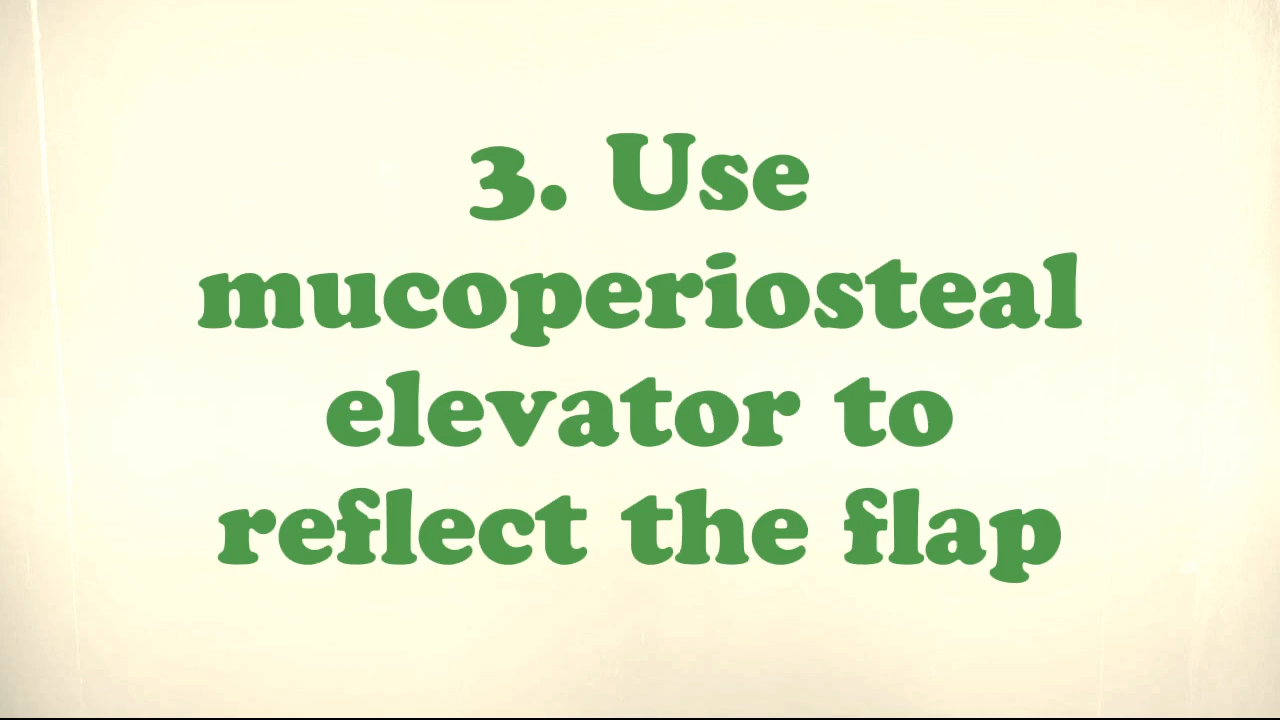 3. Use
mucoperiosteal
elevator to
reflect the flap